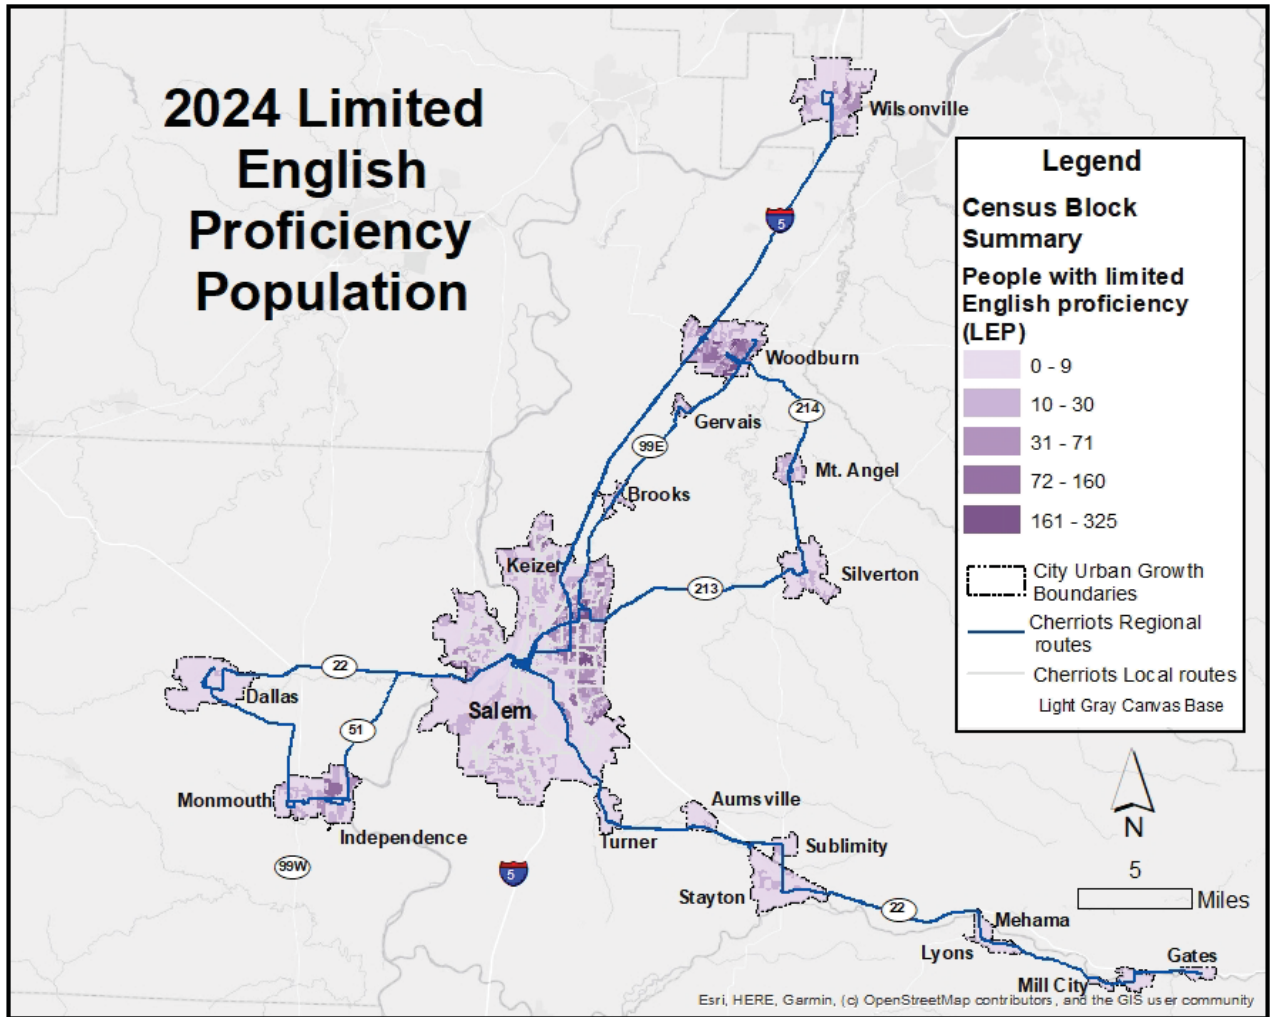 2024 Limited
English
Proficiency
Population
Wilsonville
5
Woodburn
214
Gervais
99E
Mt. Angel
Brooks
Keizer
Silverton
213
22
Dallas
Salem
51
Monmouth
Independence
99W
5
Turner
Aumsville
Sublimity
Stayton
22
Mehama
Lyons
Gates
Mill City
Legend
Census Block
Summary
People with limited
English proficiency
(LEP)
0 - 9
10 - 30
31 - 71
72 - 160
161 - 325
City Urban Growth
Boundaries
Cherriots Regional
routes
Cherriots Local routes
Light Gray Canvas Base
N
5
Miles
Esri, HERE, Garmin, (c) OpenStreetMap contributors, and the GIS user community